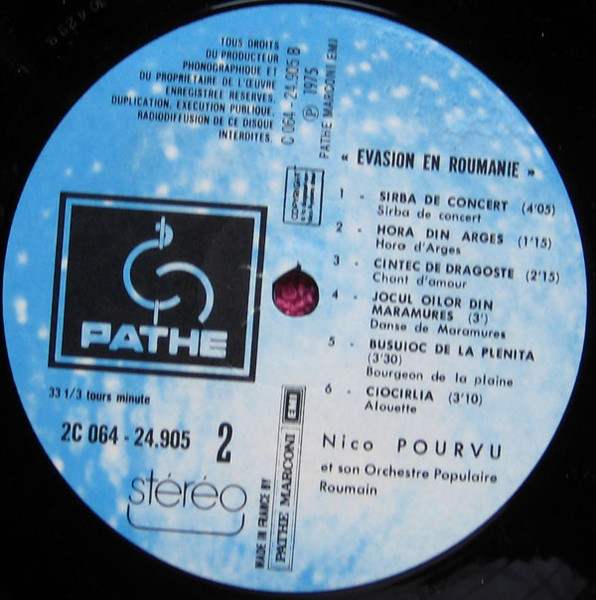 TOUS DROITS
DU PRODUCTEUR
PHONOGRAPHIQUE ET
DU PROPRIETAIRE DE L'ŒUVRE
ENREGISTREE RESERVES.
DUPLICATION, EXECUTION PUBLIQUE,
RADIODIFFUSION DE CE DISQUE
INTERDITES.
C 064 - 24.905 B
Ⓟ 1975
PATHE MARCONI EMI
COPYRIGHT
« EVASION EN ROUMANIE »
1 - SIRBA DE CONCERT (4'05)
Sirba de concert
2 - HORA DIN ARGES (1'15)
Hora d'Arges
3 - CINTEC DE DRAGOSTE (2'15)
Chant d'amour
4 - JOCUL OILOR DIN
MARAMURES (3')
Danse de Maramures
5 - BUSUIOC DE LA PLENITA
(3'30)
Bourgeon de la plaine
6 - CIOCIRLIA (3'10)
Alouette
Nico POURVU
et son Orchestre Populaire
Roumain
PATHE
33 1/3 tours minute
2C 064 - 24.905 2
stéréo
MADE IN FRANCE BY
PATHE MARCONI EMI